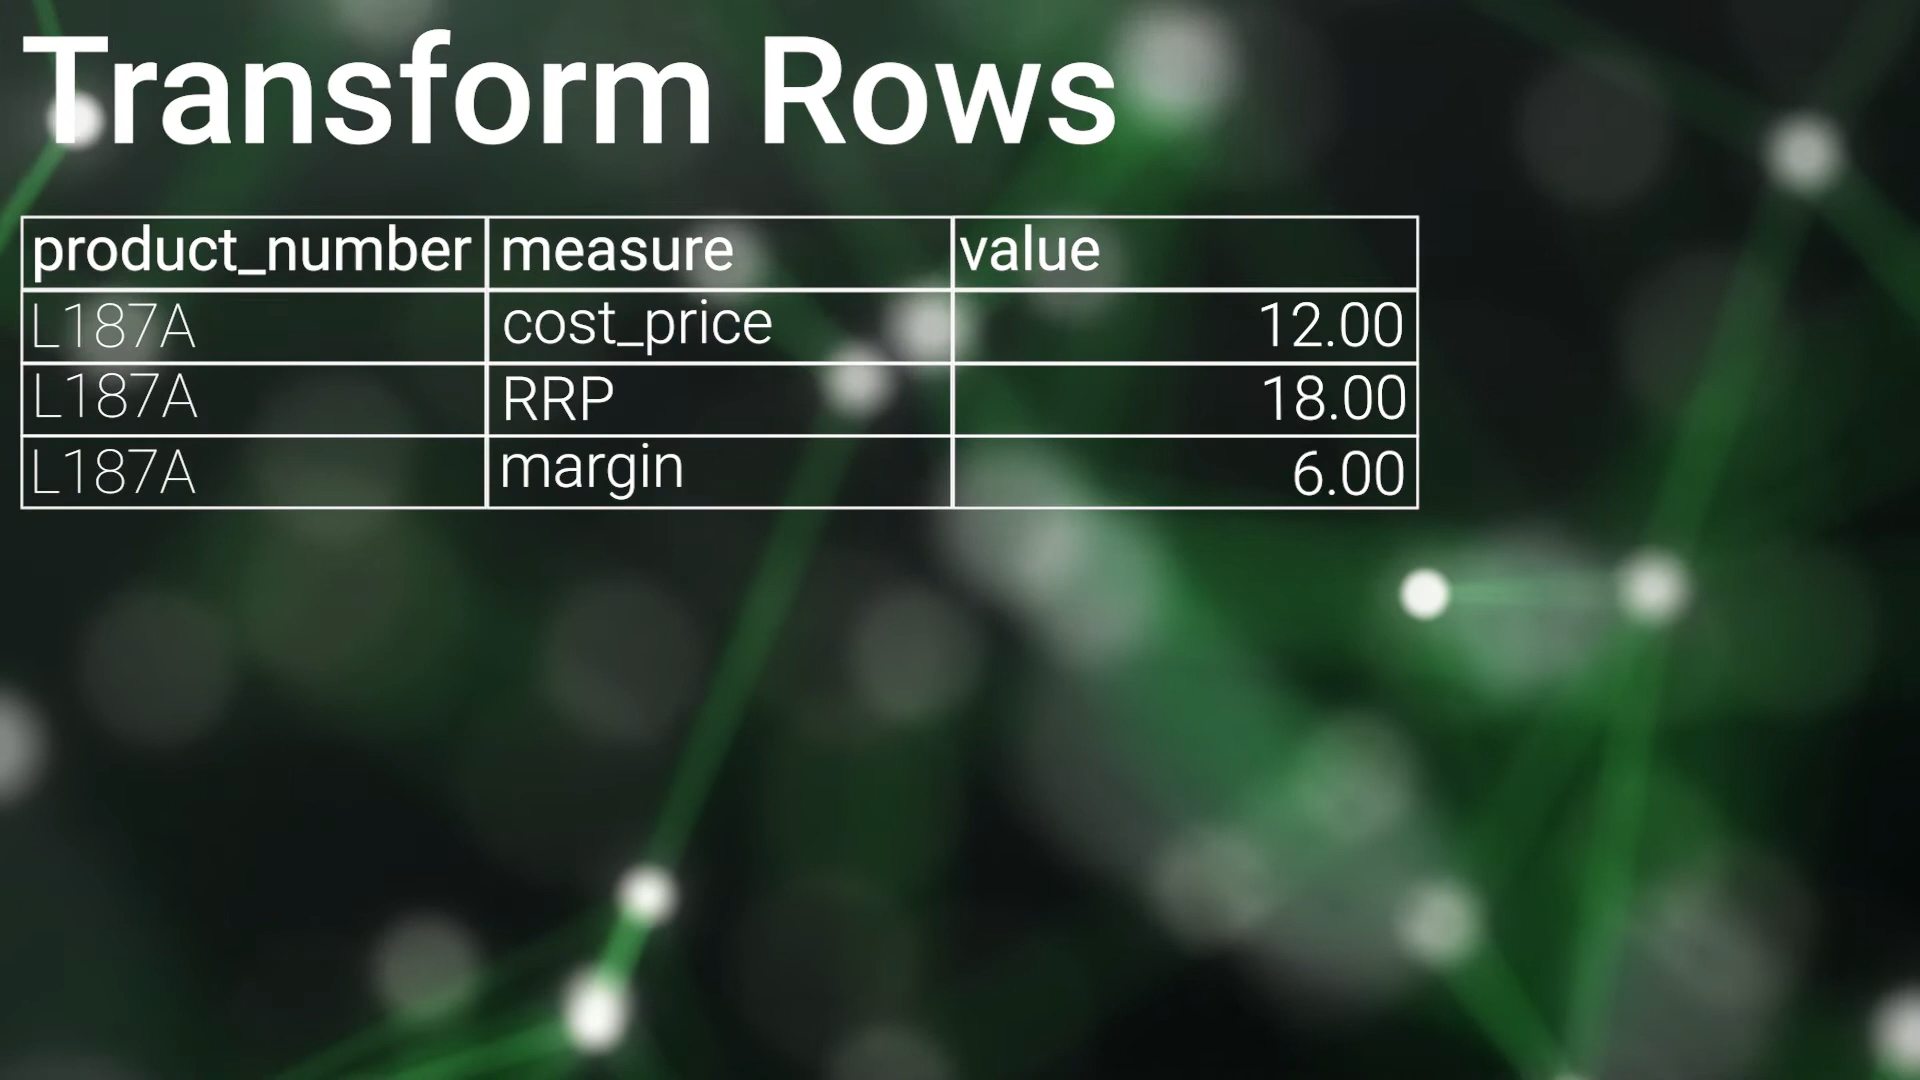 Transform Rows
product_number measure value
L187A cost_price 12.00
L187A RRP 18.00
L187A margin 6.00